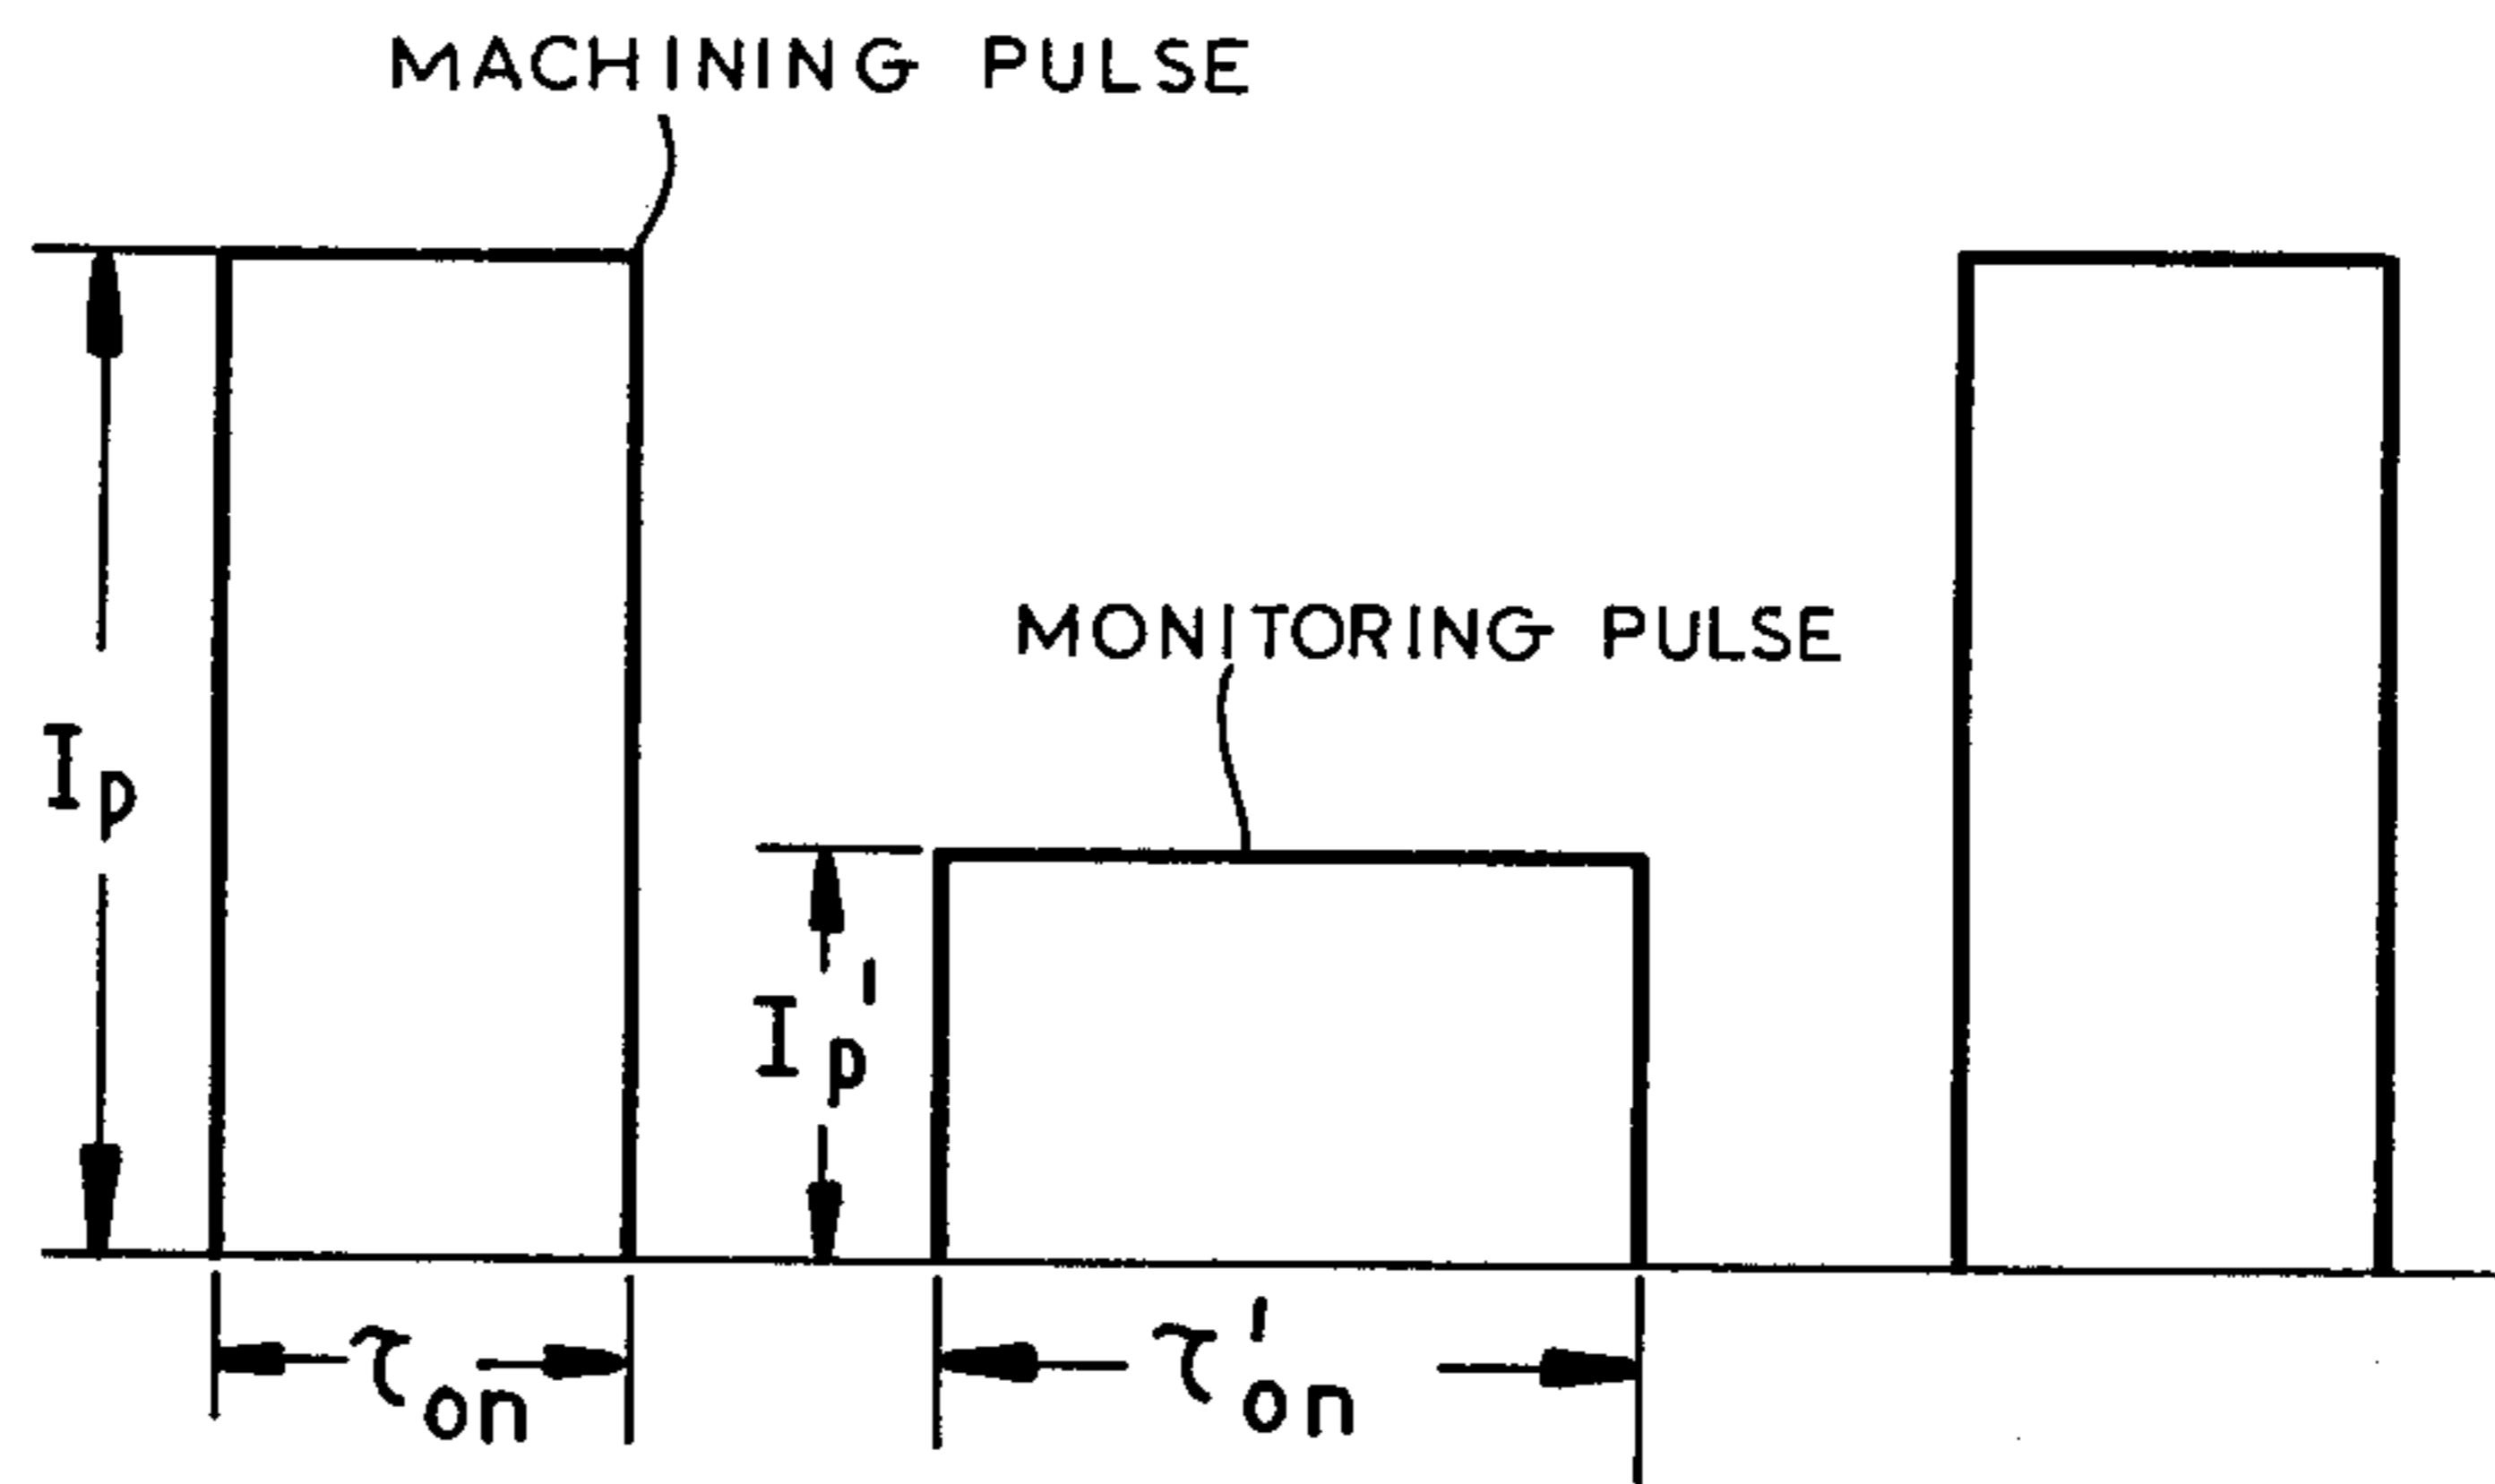 MACHINING PULSE
MONITORING PULSE
Ip
Ip'
τon
τ'on